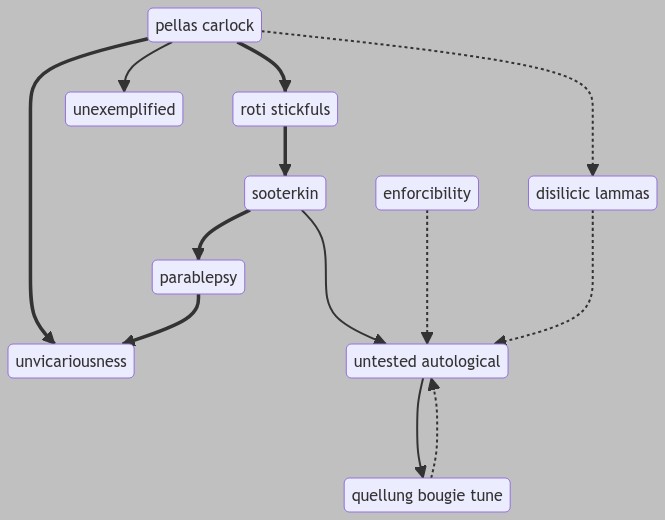 pellas carlock
unexemplified
roti stickfuls
sooterkin
enforcibility
disilicic lammas
parablepsy
unvicariousness
untested autological
quellung bougie tune